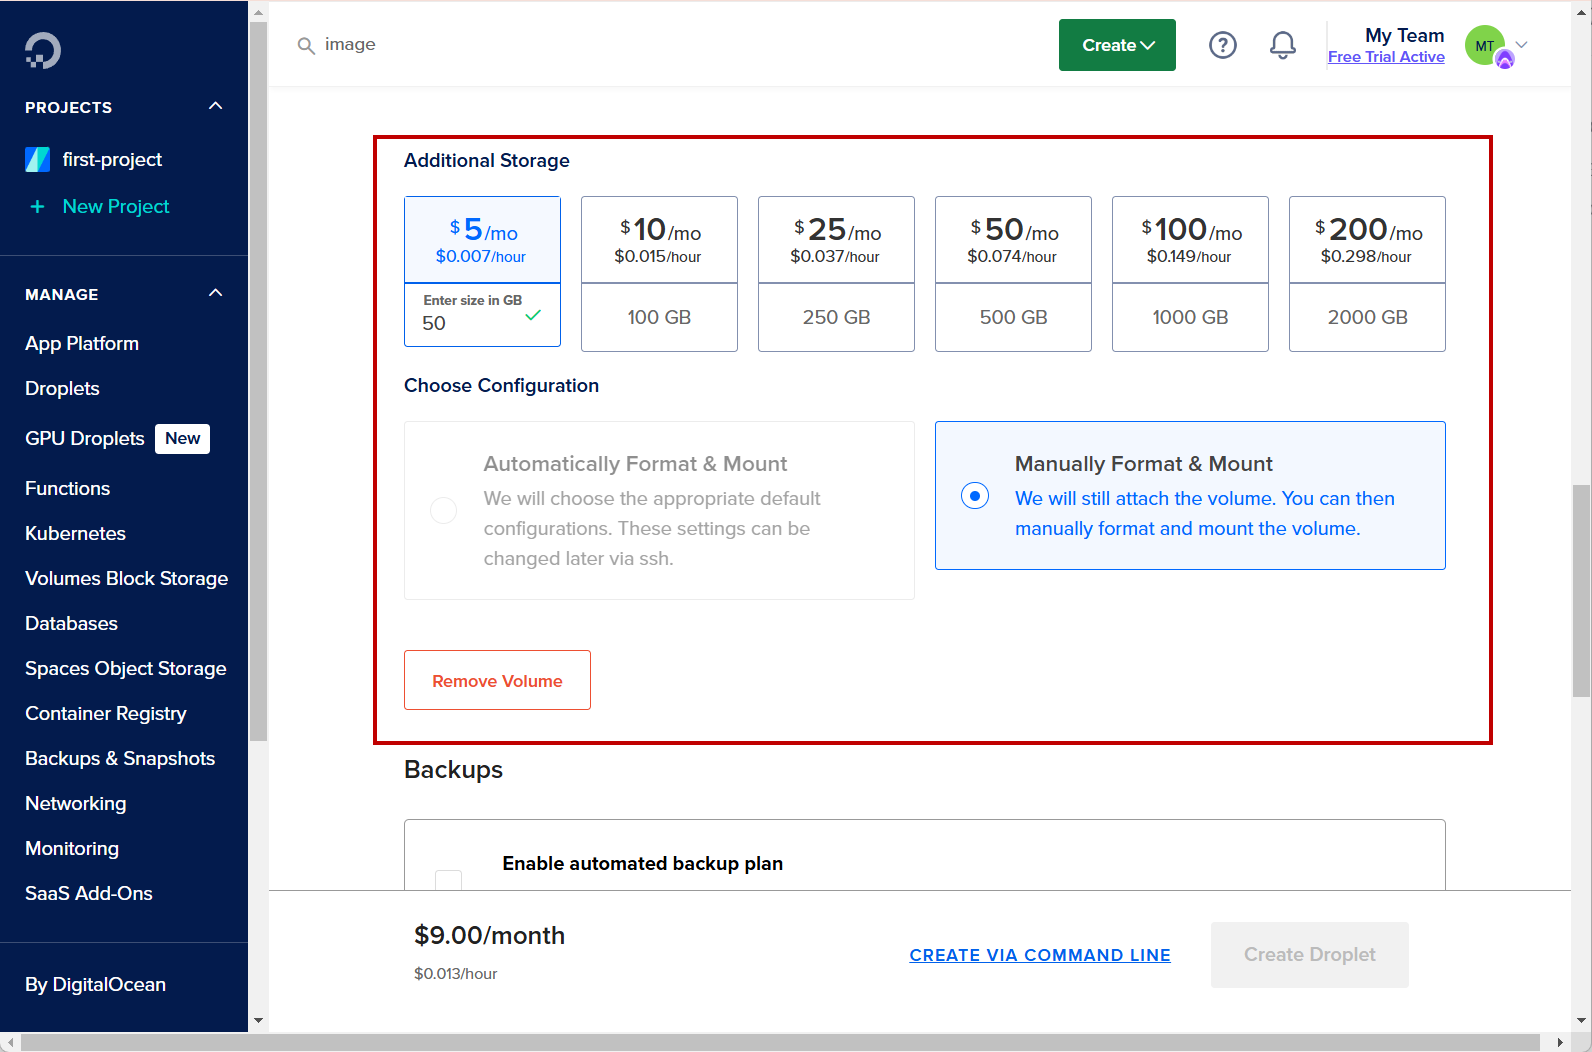 image
Create
?
My Team
Free Trial Active
MT
PROJECTS
first-project
+ New Project
MANAGE
App Platform
Droplets
GPU Droplets New
Functions
Kubernetes
Volumes Block Storage
Databases
Spaces Object Storage
Container Registry
Backups & Snapshots
Networking
Monitoring
SaaS Add-Ons
By DigitalOcean
Additional Storage
$5/mo
$0.007/hour
Enter size in GB
50
$10/mo
$0.015/hour
100 GB
$25/mo
$0.037/hour
250 GB
$50/mo
$0.074/hour
500 GB
$100/mo
$0.149/hour
1000 GB
$200/mo
$0.298/hour
2000 GB
Choose Configuration
Automatically Format & Mount
We will choose the appropriate default
configurations. These settings can be
changed later via ssh.
Manually Format & Mount
We will still attach the volume. You can then
manually format and mount the volume.
Remove Volume
Backups
Enable automated backup plan
$9.00/month
$0.013/hour
CREATE VIA COMMAND LINE
Create Droplet